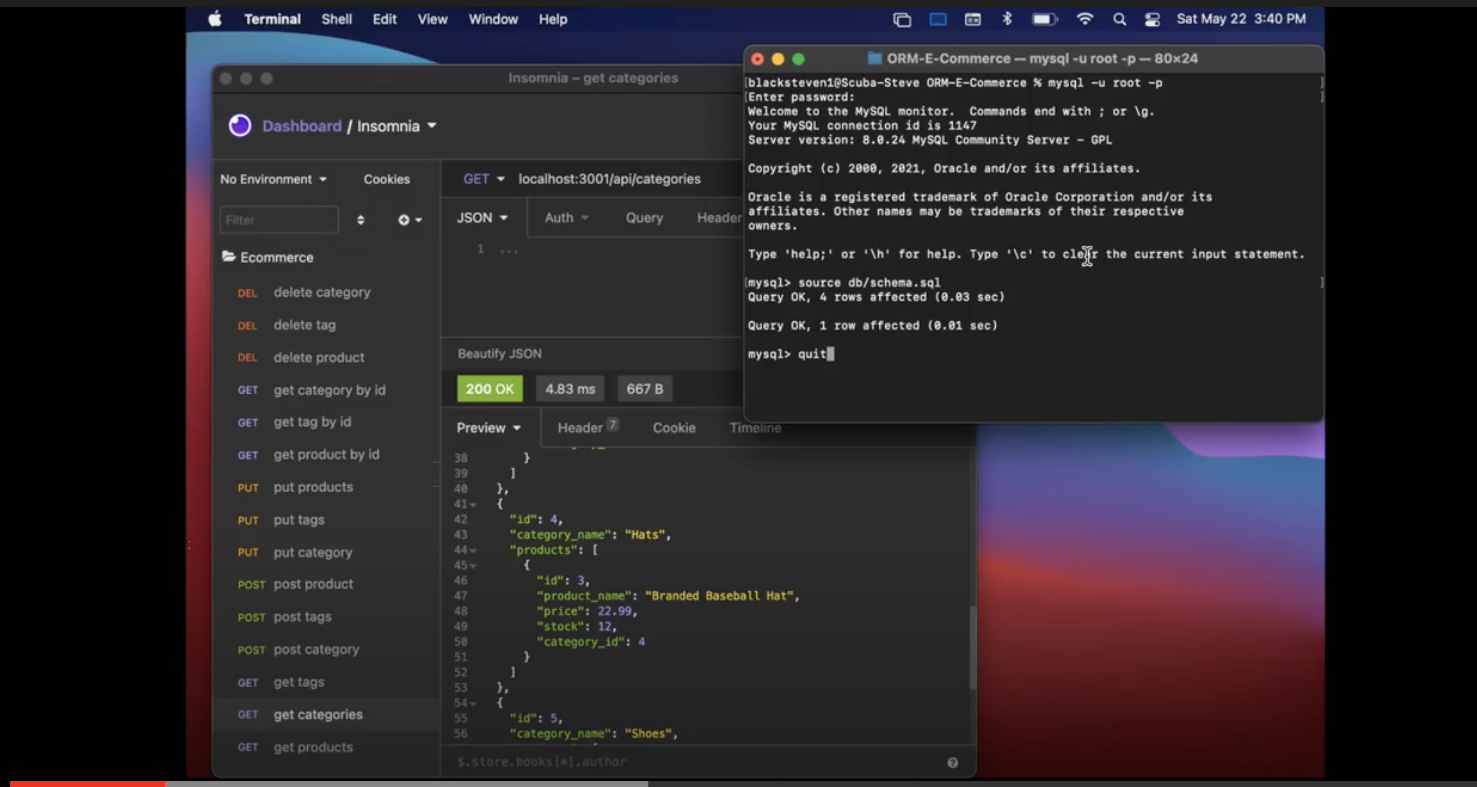 Terminal Shell Edit View Window Help
Sat May 22 3:40 PM
Insomnia – get categories
Dashboard / Insomnia
No Environment
Cookies
Filter
Ecommerce
DEL delete category
DEL delete tag
DEL delete product
GET get category by id
GET get tag by id
GET get product by id
PUT put products
PUT put tags
PUT put category
POST post product
POST post tags
POST post category
GET get tags
GET get categories
GET get products
GET localhost:3001/api/categories
JSON Auth Query Header
1 ...
Beautify JSON
200 OK 4.83 ms 667 B
Preview Header 7 Cookie Timeline
38 }
39 ]
40 },
41 {
42 "id": 4,
43 "category_name": "Hats",
44 "products": [
45 {
46 "id": 3,
47 "product_name": "Branded Baseball Hat",
48 "price": 22.99,
49 "stock": 12,
50 "category_id": 4
51 }
52 ]
53 },
54 {
55 "id": 5,
56 "category_name": "Shoes",
$.store.books[*].author
ORM-E-Commerce — mysql -u root -p — 80×24
[blacksteven1@Scuba-Steve ORM-E-Commerce % mysql -u root -p ]
[Enter password: ]
Welcome to the MySQL monitor. Commands end with ; or \g.
Your MySQL connection id is 1147
Server version: 8.0.24 MySQL Community Server - GPL
Copyright (c) 2000, 2021, Oracle and/or its affiliates.
Oracle is a registered trademark of Oracle Corporation and/or its
affiliates. Other names may be trademarks of their respective
owners.
Type 'help;' or '\h' for help. Type '\c' to clear the current input statement.
[mysql> source db/schema.sql ]
Query OK, 4 rows affected (0.03 sec)
Query OK, 1 row affected (0.01 sec)
mysql> quit